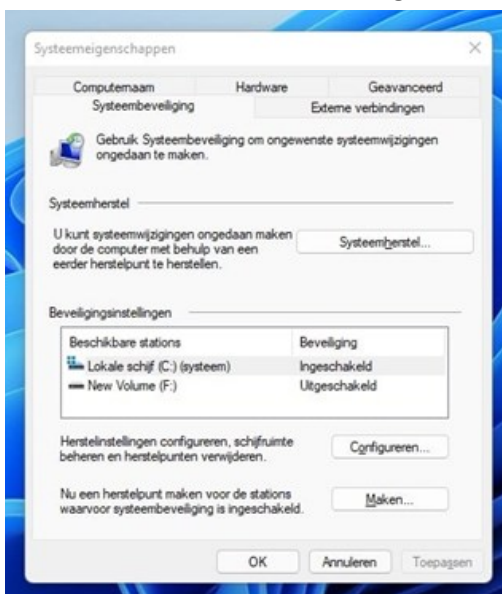 Systeemeigenschappen
Computernaam Hardware Geavanceerd
Systeembeveiliging Externe verbindingen
Gebruik Systeembeveiliging om ongewenste systeemwijzigingen
ongedaan te maken.
Systeemherstel
U kunt systeemwijzigingen ongedaan maken
door de computer met behulp van een
eerder herstelpunt te herstellen.
Systeemherstel...
Beveiligingsinstellingen
Beschikbare stations Beveiliging
Lokale schijf (C:) (systeem) Ingeschakeld
New Volume (F:) Uitgeschakeld
Herstelinstellingen configureren, schijfruimte
beheren en herstelpunten verwijderen.
Configureren...
Nu een herstelpunt maken voor de stations
waarvoor systeembeveiliging is ingeschakeld.
Maken...
OK Annuleren Toepassen